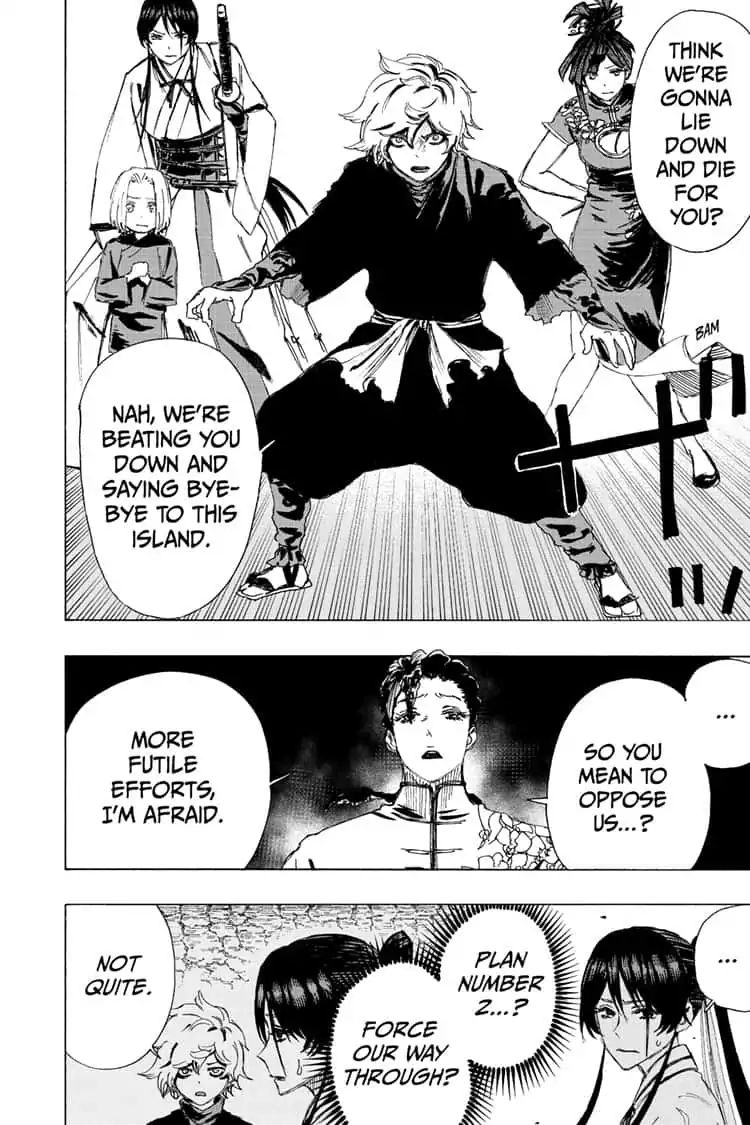 THINK
WE'RE
GONNA
LIE
DOWN
AND DIE
FOR
YOU?
BAM
ザッ
NAH, WE'RE
BEATING YOU
DOWN AND
SAYING BYE-
BYE TO THIS
ISLAND.
...
SO YOU
MEAN TO
OPPOSE
US...?
MORE
FUTILE
EFFORTS,
I'M AFRAID.
...
PLAN
NUMBER
2...?
FORCE
OUR WAY
THROUGH?
NOT
QUITE.